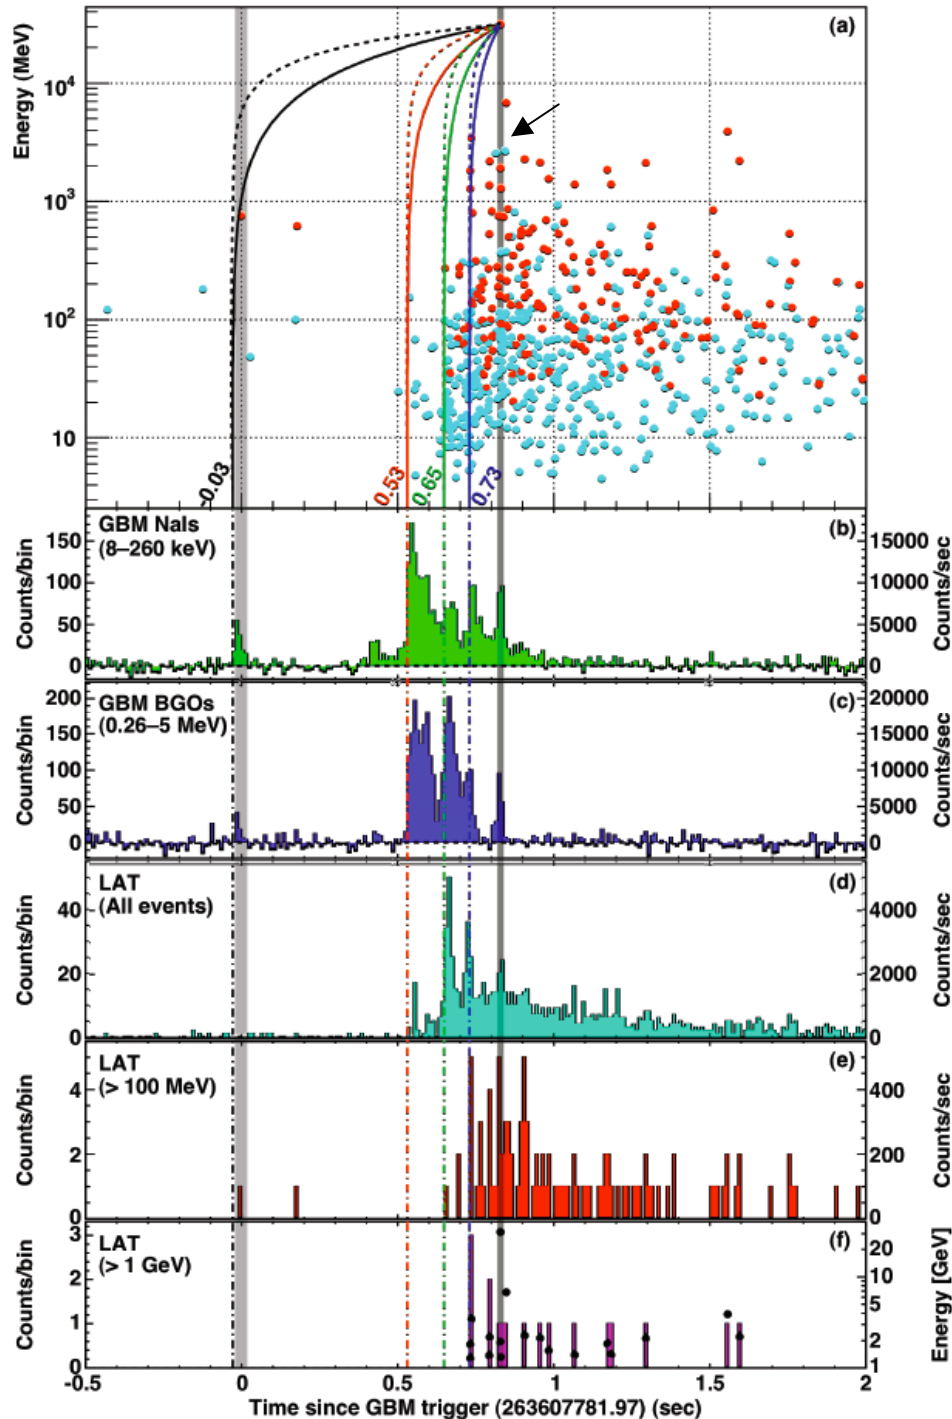 (a)
Energy (MeV)
10⁴
10³
10²
10
-0.03
0.53
0.65
0.73
GBM NaIs
(8–260 keV)
(b)
Counts/bin
150
100
50
0
15000
10000
5000
0
Counts/sec
GBM BGOs
(0.26–5 MeV)
(c)
Counts/bin
200
150
100
50
0
20000
15000
10000
5000
0
Counts/sec
LAT
(All events)
(d)
Counts/bin
40
20
0
4000
2000
0
Counts/sec
LAT
(> 100 MeV)
(e)
Counts/bin
4
2
0
400
200
0
Counts/sec
LAT
(> 1 GeV)
(f)
Counts/bin
3
2
1
0
20
10
5
2
1
Energy [GeV]
-0.5 0 0.5 1 1.5 2
Time since GBM trigger (263607781.97) (sec)